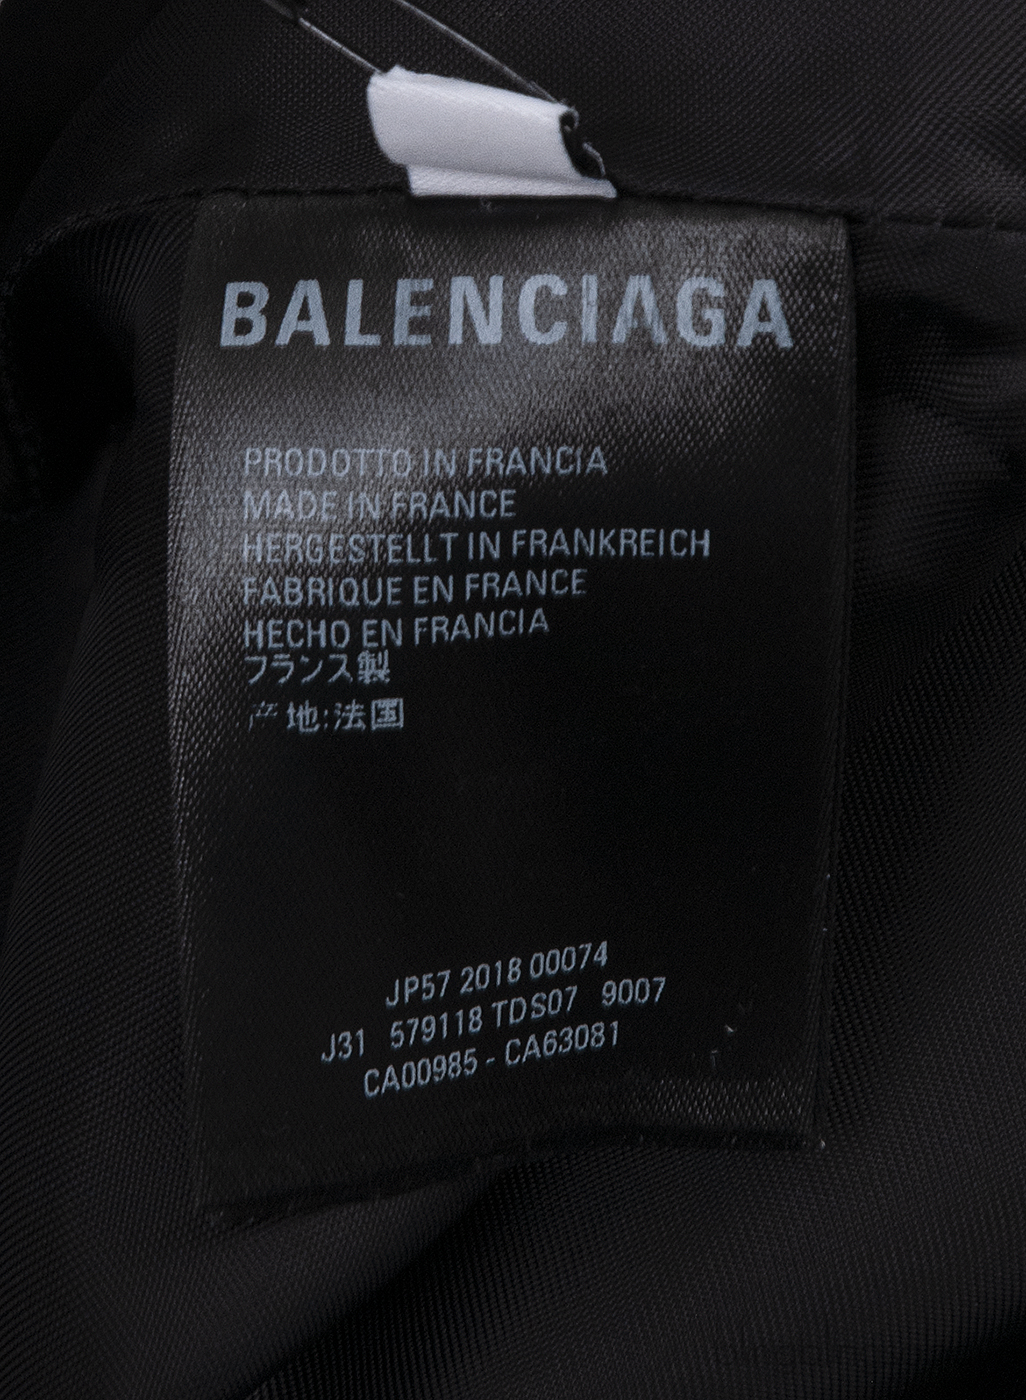 BALENCIAGA
PRODOTTO IN FRANCIA
MADE IN FRANCE
HERGESTELLT IN FRANKREICH
FABRIQUE EN FRANCE
HECHO EN FRANCIA
フランス製
产地:法国
JP57 2018 00074
J31 579118 TDS07 9007
CA00985 - CA63081